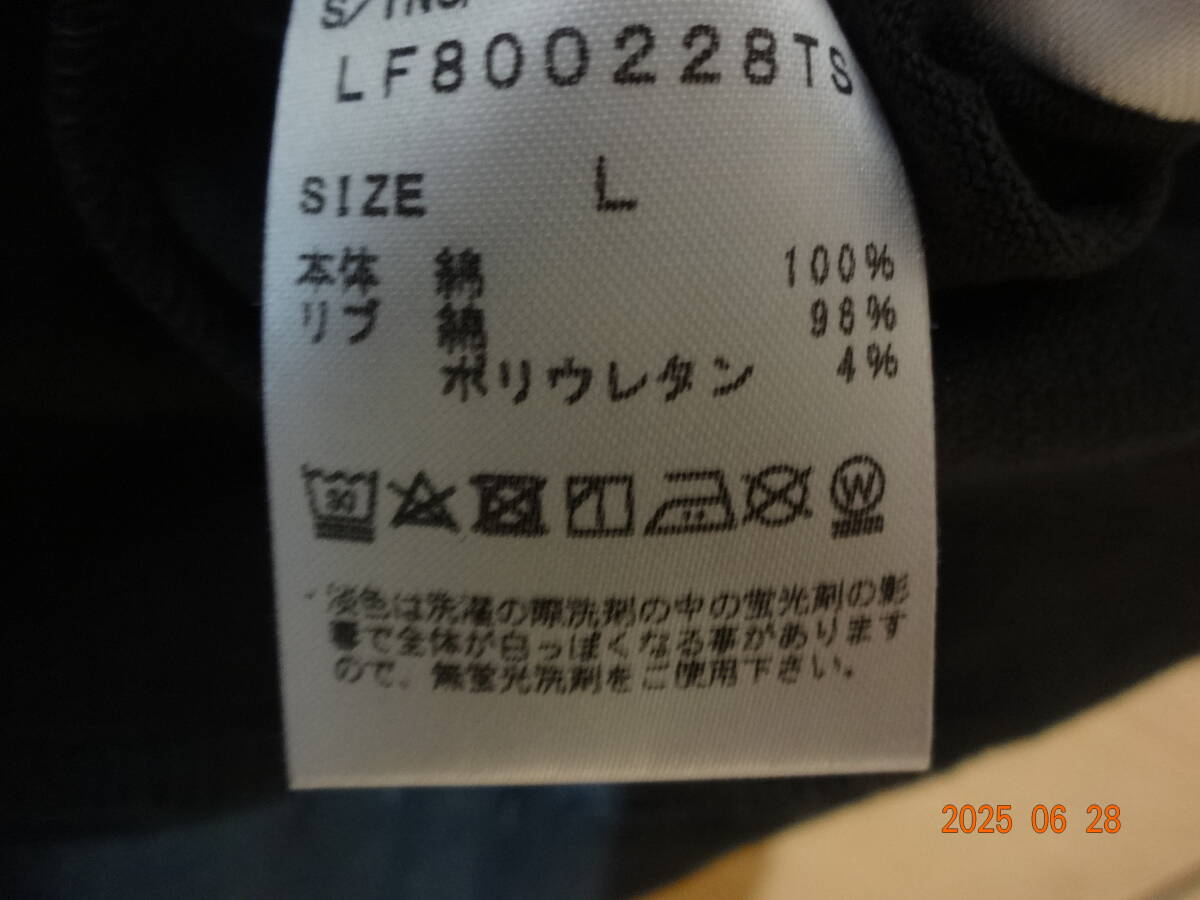 S/INC.
LF800228TS
SIZE L
本体 綿 100%
リブ 綿 98%
ポリウレタン 4%
30
W
・淡色は洗濯の際洗剤の中の蛍光剤の影
響で全体が白っぽくなる事があります
ので、無蛍光洗剤をご使用下さい。
2025 06 28